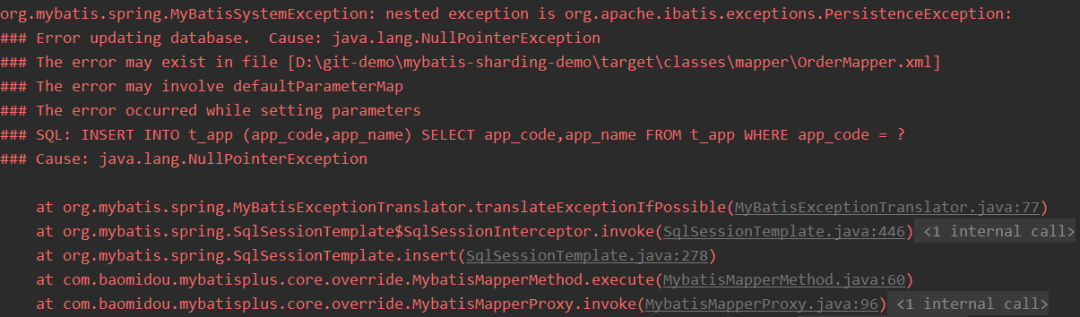 org.mybatis.spring.MyBatisSystemException: nested exception is org.apache.ibatis.exceptions.PersistenceException:
### Error updating database.  Cause: java.lang.NullPointerException
### The error may exist in file [D:\git-demo\mybatis-sharding-demo\target\classes\mapper\OrderMapper.xml]
### The error may involve defaultParameterMap
### The error occurred while setting parameters
### SQL: INSERT INTO t_app (app_code,app_name) SELECT app_code,app_name FROM t_app WHERE app_code = ?
### Cause: java.lang.NullPointerException
at org.mybatis.spring.MyBatisExceptionTranslator.translateExceptionIfPossible(MyBatisExceptionTranslator.java:77)
at org.mybatis.spring.SqlSessionTemplate$SqlSessionInterceptor.invoke(SqlSessionTemplate.java:446) <1 internal call>
at org.mybatis.spring.SqlSessionTemplate.insert(SqlSessionTemplate.java:278)
at com.baomidou.mybatisplus.core.override.MybatisMapperMethod.execute(MybatisMapperMethod.java:60)
at com.baomidou.mybatisplus.core.override.MybatisMapperProxy.invoke(MybatisMapperProxy.java:96) <1 internal call>